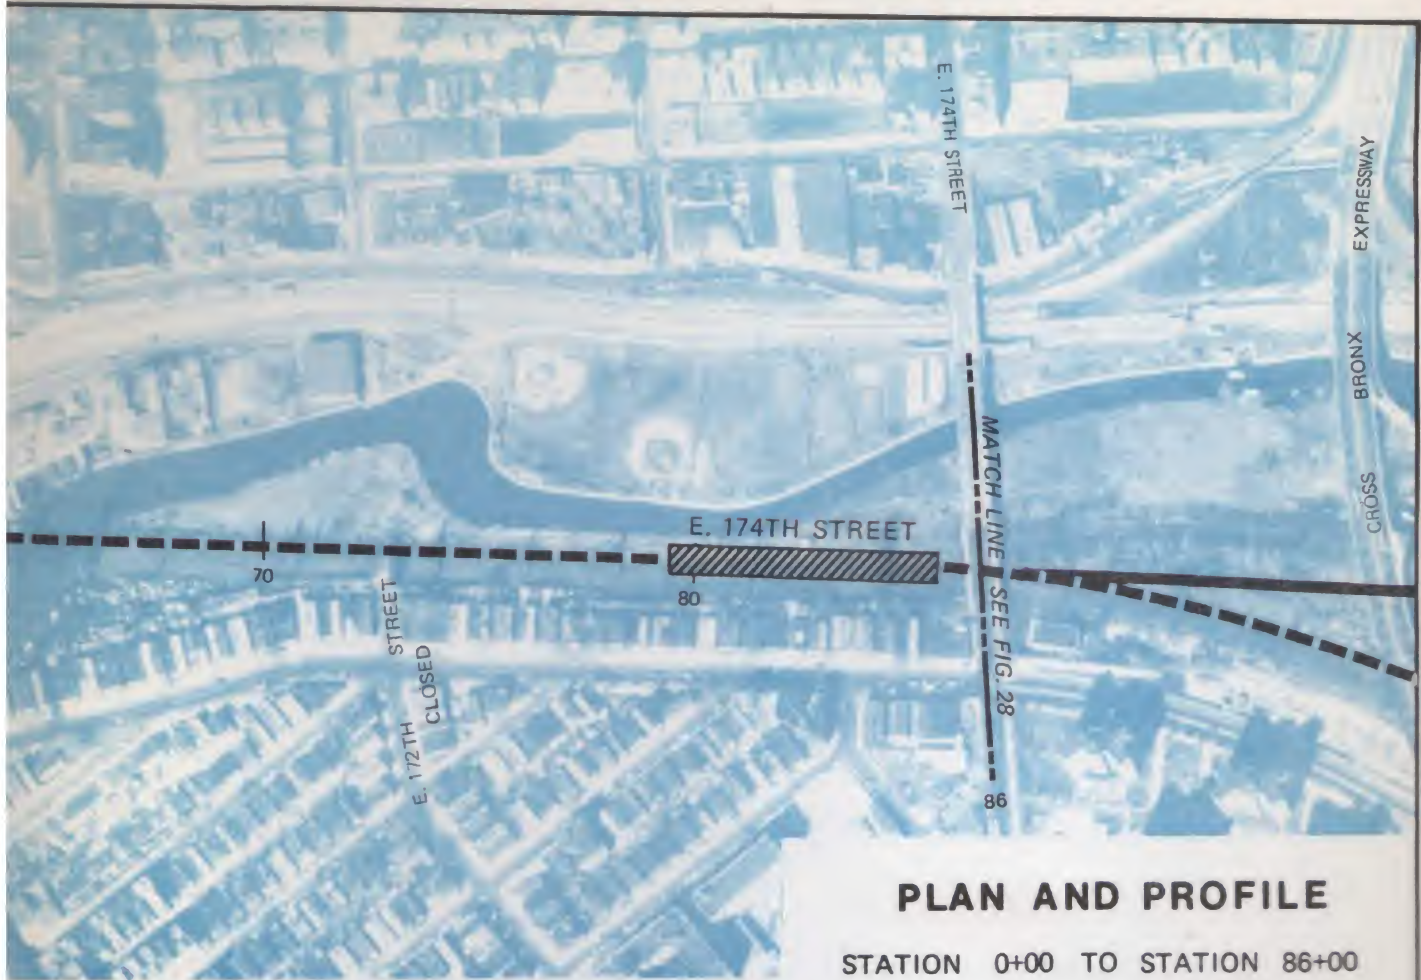 E. 174TH STREET
CROSS BRONX EXPRESSWAY
MATCH LINE - SEE FIG. 28
E. 174TH STREET
70
80
E. 172TH STREET
CLOSED
86
PLAN AND PROFILE
STATION 0+00 TO STATION 86+00